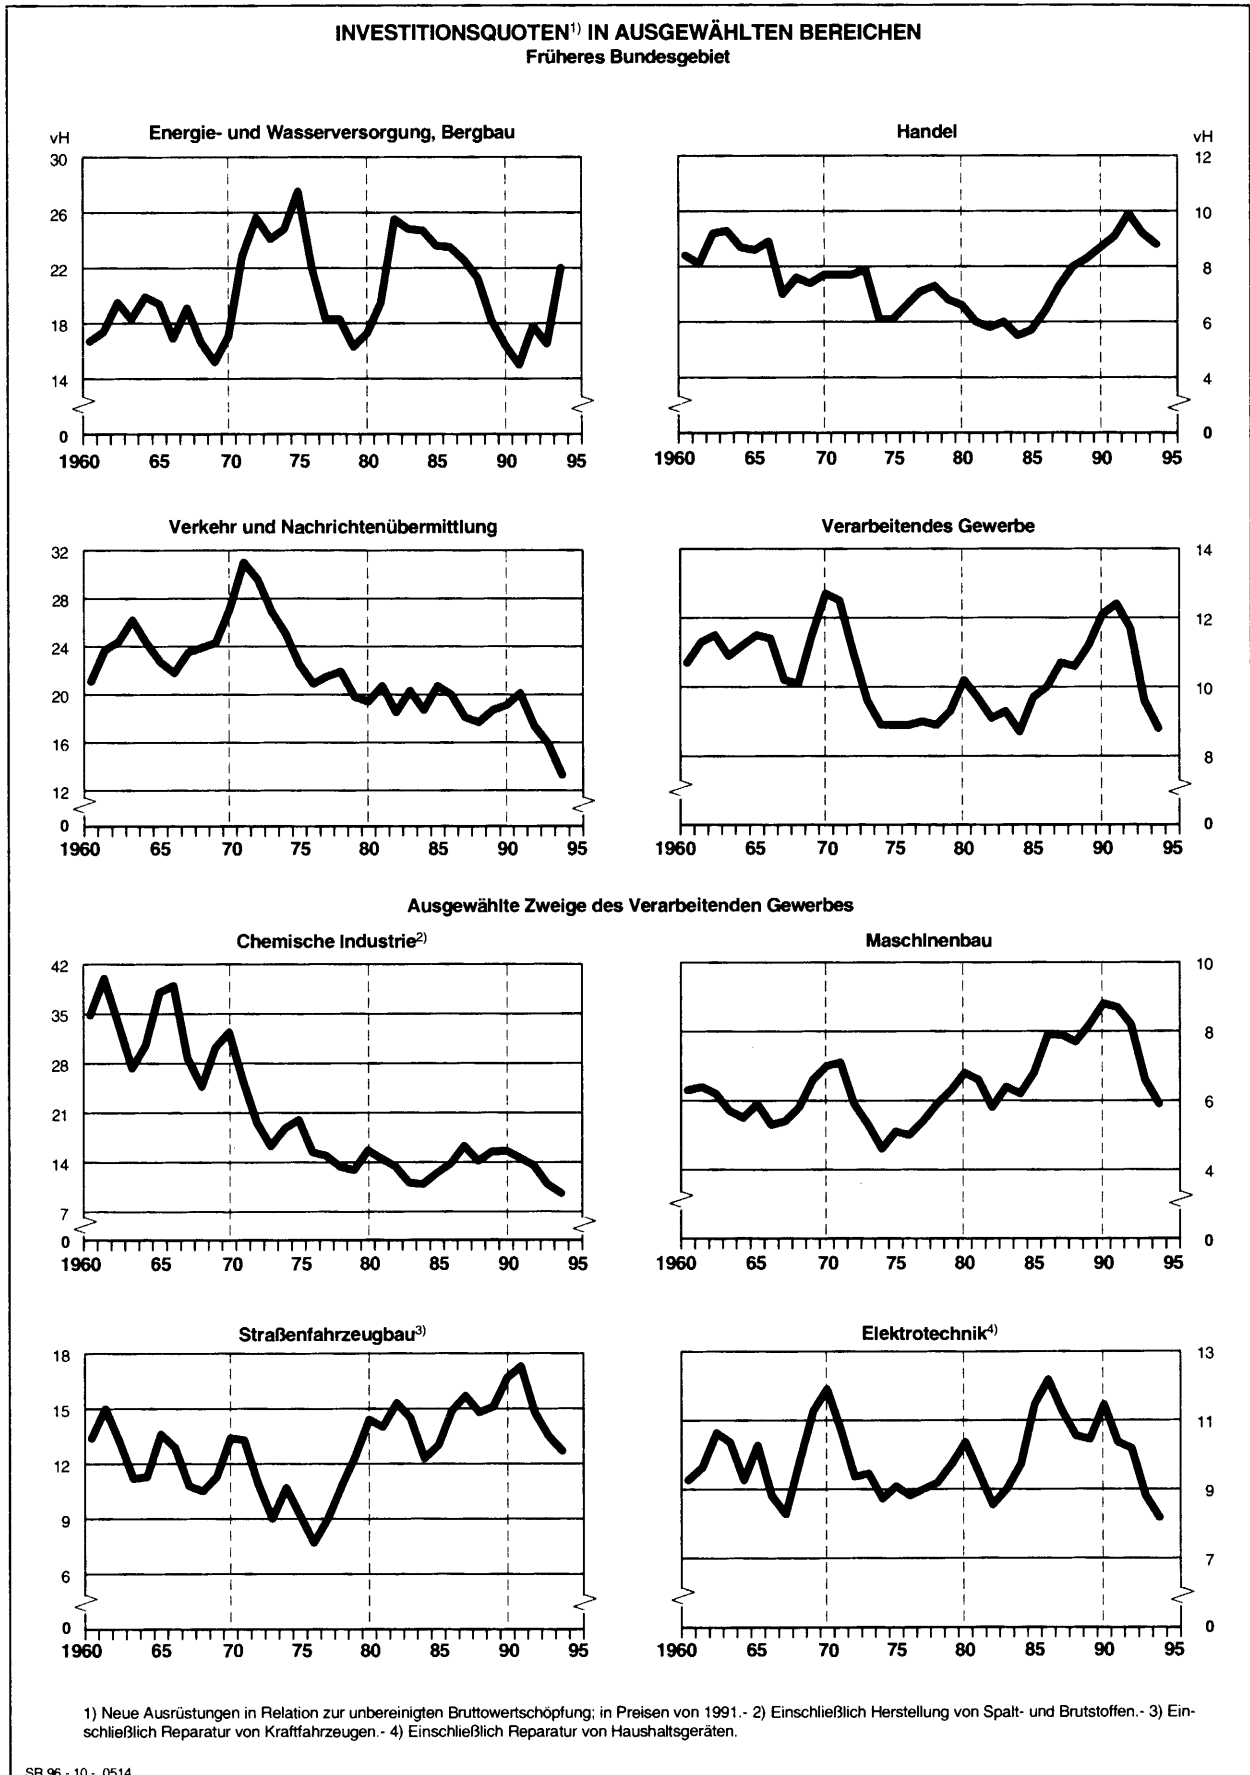 INVESTITIONSQUOTEN1) IN AUSGEWÄHLTEN BEREICHEN
Früheres Bundesgebiet
vH
Energie- und Wasserversorgung, Bergbau
30
26
22
18
14
0
1960 65 70 75 80 85 90 95
Handel
vH
12
10
8
6
4
0
1960 65 70 75 80 85 90 95
Verkehr und Nachrichtenübermittlung
32
28
24
20
16
12
0
1960 65 70 75 80 85 90 95
Verarbeitendes Gewerbe
14
12
10
8
0
1960 65 70 75 80 85 90 95
Ausgewählte Zweige des Verarbeitenden Gewerbes
Chemische Industrie2)
42
35
28
21
14
7
0
1960 65 70 75 80 85 90 95
Maschinenbau
10
8
6
4
0
1960 65 70 75 80 85 90 95
Straßenfahrzeugbau3)
18
15
12
9
6
0
1960 65 70 75 80 85 90 95
Elektrotechnik4)
13
11
9
7
0
1960 65 70 75 80 85 90 95
1) Neue Ausrüstungen in Relation zur unbereinigten Bruttowertschöpfung; in Preisen von 1991.- 2) Einschließlich Herstellung von Spalt- und Brutstoffen.- 3) Ein-
schließlich Reparatur von Kraftfahrzeugen.- 4) Einschließlich Reparatur von Haushaltsgeräten.
SR 96 - 10 - 0514